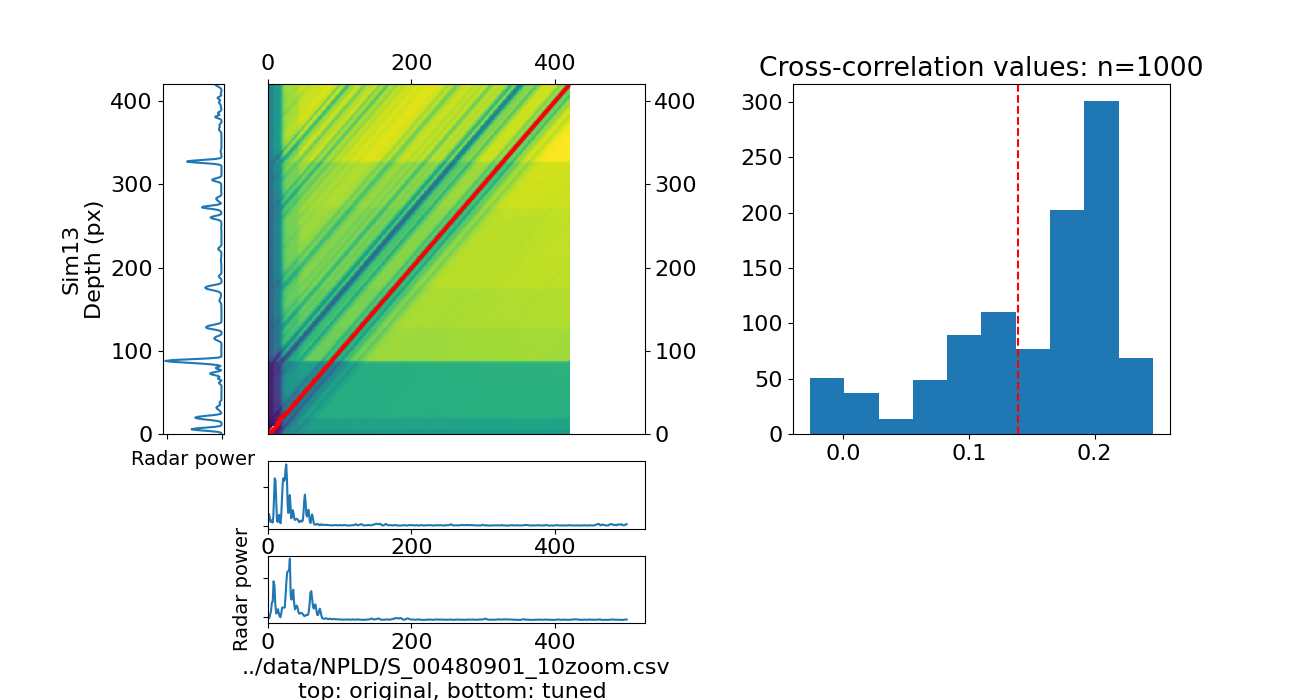 0 200 400
Cross-correlation values: n=1000
Sim13
Depth (px)
400
300
200
100
0
Radar power
400
300
200
100
0
300
250
200
150
100
50
0
0.0 0.1 0.2
0 200 400
Radar power
0 200 400
../data/NPLD/S_00480901_10zoom.csv
top: original, bottom: tuned